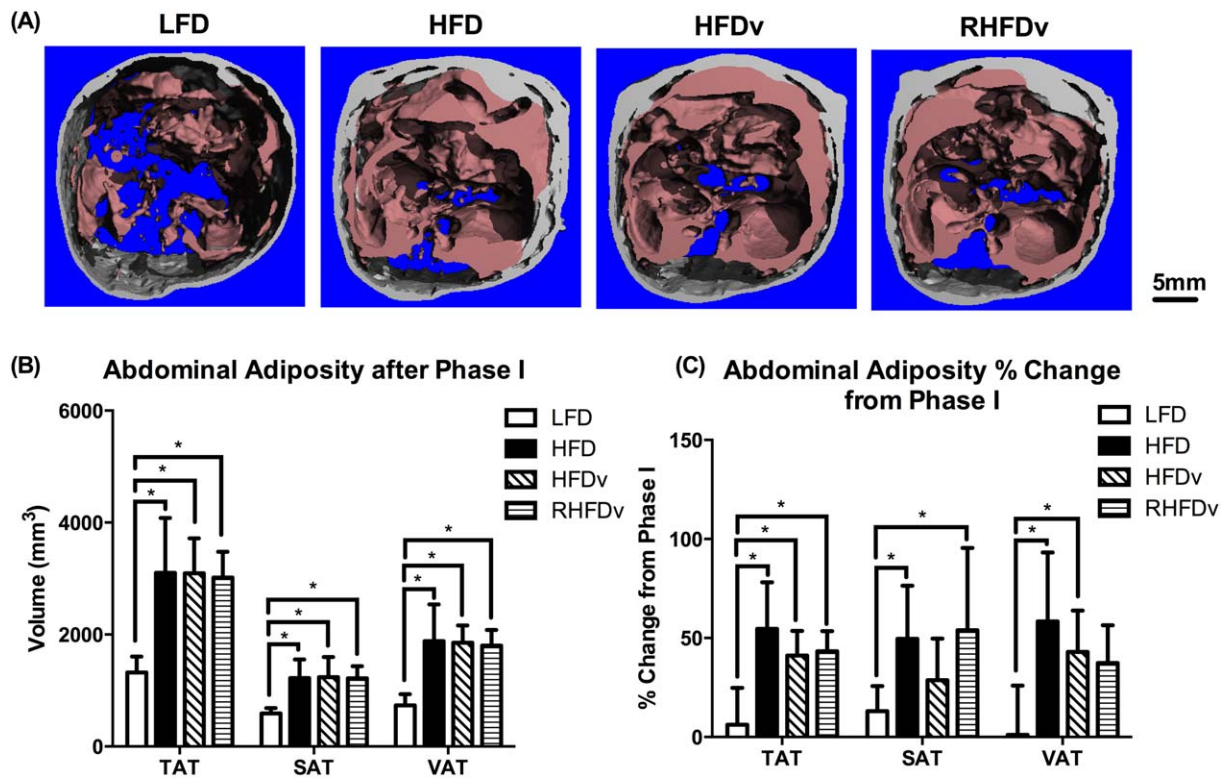 (A)
LFD
HFD
HFDv
RHFDv
5mm
(B)
Abdominal Adiposity after Phase I
Volume (mm³)
6000
4000
2000
0
*
*
*
*
*
*
*
*
*
TAT
SAT
VAT
LFD
HFD
HFDv
RHFDv
(C)
Abdominal Adiposity % Change
from Phase I
% Change from Phase I
150
100
50
0
*
*
*
*
*
*
*
TAT
SAT
VAT
LFD
HFD
HFDv
RHFDv